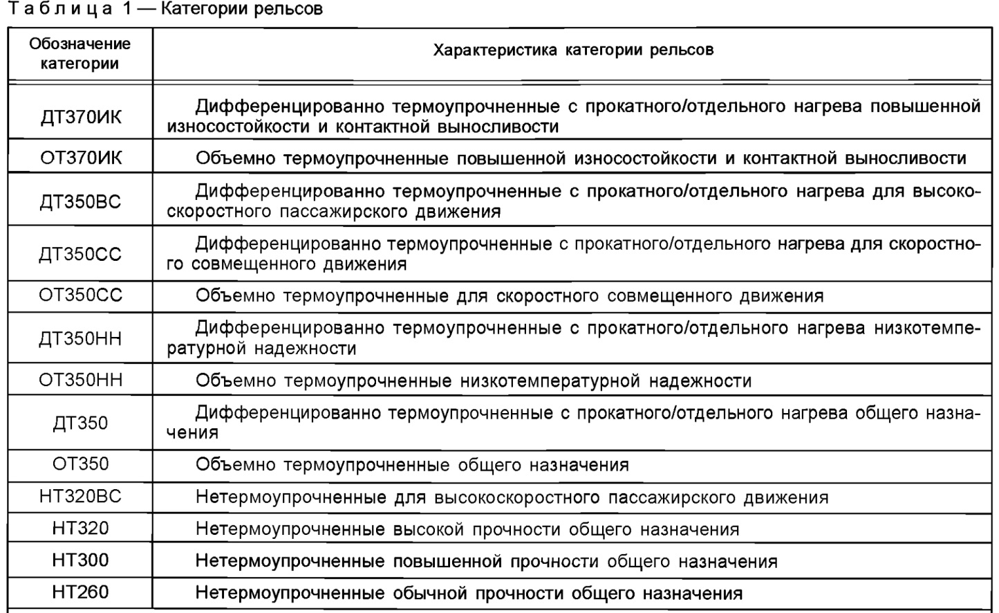 Таблица 1 — Категории рельсов
Обозначение
категории
Характеристика категории рельсов
ДТ370ИК
Дифференцированно термоупрочненные с прокатного/отдельного нагрева повышенной
износостойкости и контактной выносливости
ОТ370ИК
Объемно термоупрочненные повышенной износостойкости и контактной выносливости
ДТ350ВС
Дифференцированно термоупрочненные с прокатного/отдельного нагрева для высоко-
скоростного пассажирского движения
ДТ350СС
Дифференцированно термоупрочненные с прокатного/отдельного нагрева для скоростно-
го совмещенного движения
ОТ350СС
Объемно термоупрочненные для скоростного совмещенного движения
ДТ350НН
Дифференцированно термоупрочненные с прокатного/отдельного нагрева низкотемпе-
ратурной надежности
ОТ350НН
Объемно термоупрочненные низкотемпературной надежности
ДТ350
Дифференцированно термоупрочненные с прокатного/отдельного нагрева общего назна-
чения
ОТ350
Объемно термоупрочненные общего назначения
НТ320ВС
Нетермоупрочненные для высокоскоростного пассажирского движения
НТ320
Нетермоупрочненные высокой прочности общего назначения
НТ300
Нетермоупрочненные повышенной прочности общего назначения
НТ260
Нетермоупрочненные обычной прочности общего назначения